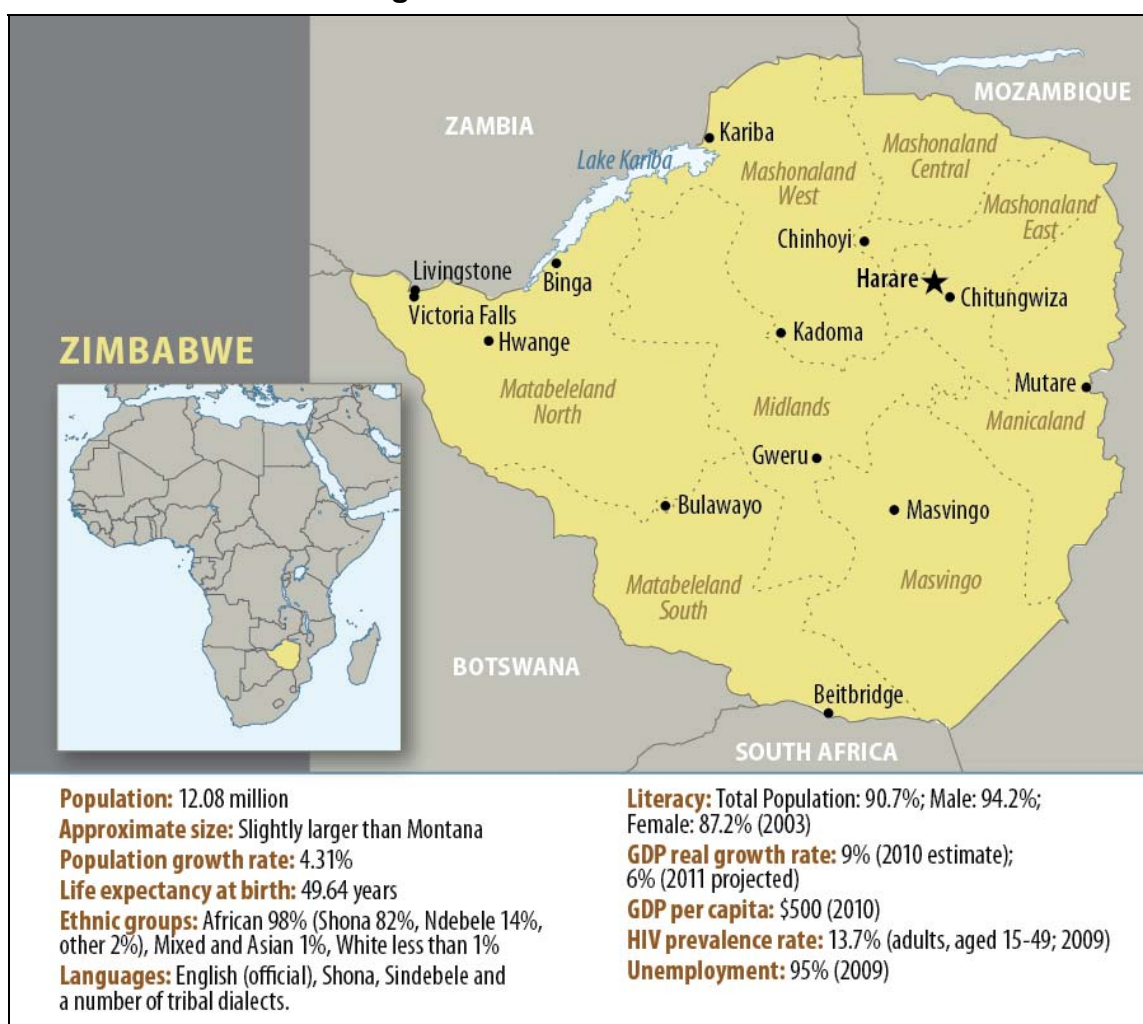 ZIMBABWE
ZAMBIA
MOZAMBIQUE
BOTSWANA
SOUTH AFRICA
Lake Kariba
Kariba
Mashonaland
West
Mashonaland
Central
Mashonaland
East
Chinhoyi
Harare
Chitungwiza
Livingstone
Victoria Falls
Binga
Hwange
Kadoma
Matabeleland
North
Midlands
Mutare
Manicaland
Gweru
Bulawayo
Masvingo
Masvingo
Matabeleland
South
Beitbridge
Population: 12.08 million
Approximate size: Slightly larger than Montana
Population growth rate: 4.31%
Life expectancy at birth: 49.64 years
Ethnic groups: African 98% (Shona 82%, Ndebele 14%,
other 2%), Mixed and Asian 1%, White less than 1%
Languages: English (official), Shona, Sindebele and
a number of tribal dialects.
Literacy: Total Population: 90.7%; Male: 94.2%;
Female: 87.2% (2003)
GDP real growth rate: 9% (2010 estimate);
6% (2011 projected)
GDP per capita: $500 (2010)
HIV prevalence rate: 13.7% (adults, aged 15-49; 2009)
Unemployment: 95% (2009)